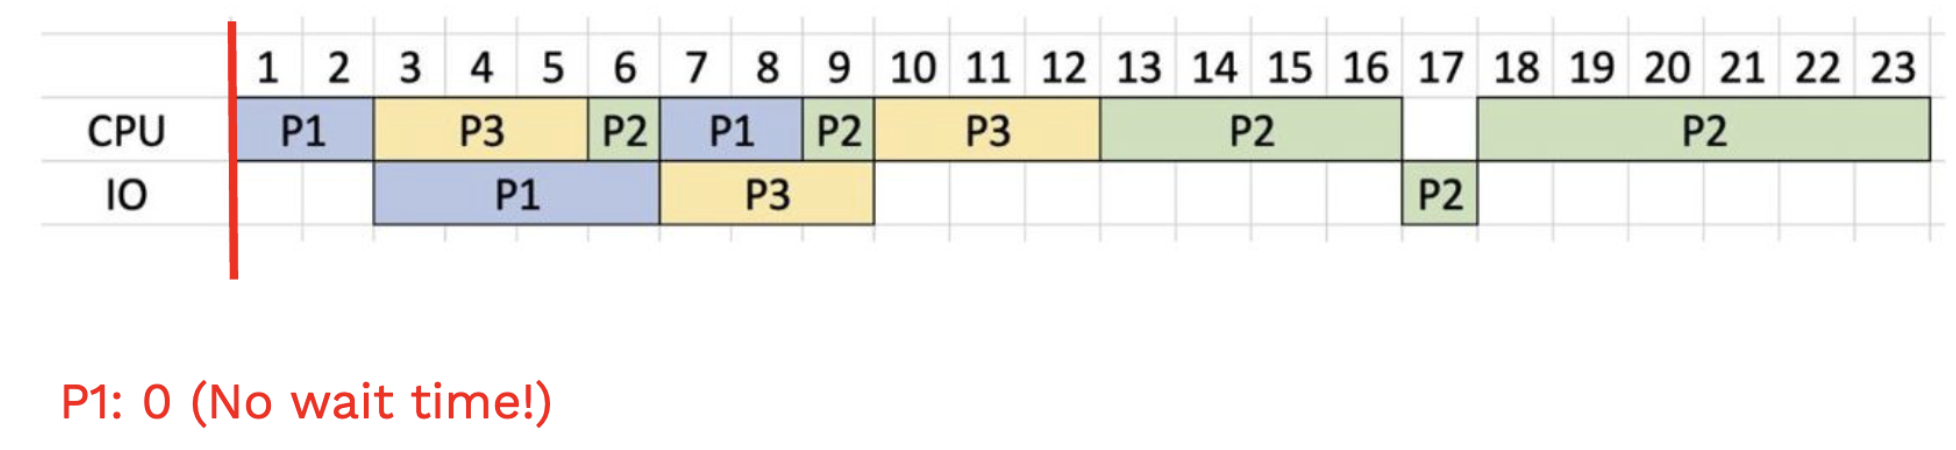 1 2 3 4 5 6 7 8 9 10 11 12 13 14 15 16 17 18 19 20 21 22 23
CPU P1 P3 P2 P1 P2 P3 P2 P2
IO P1 P3 P2
P1: 0 (No wait time!)